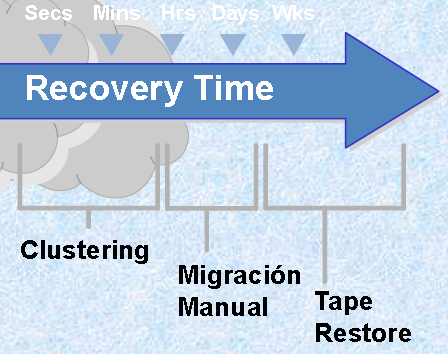 Secs Mins Hrs Days Wks
Recovery Time
Clustering
Migración
Manual
Tape
Restore